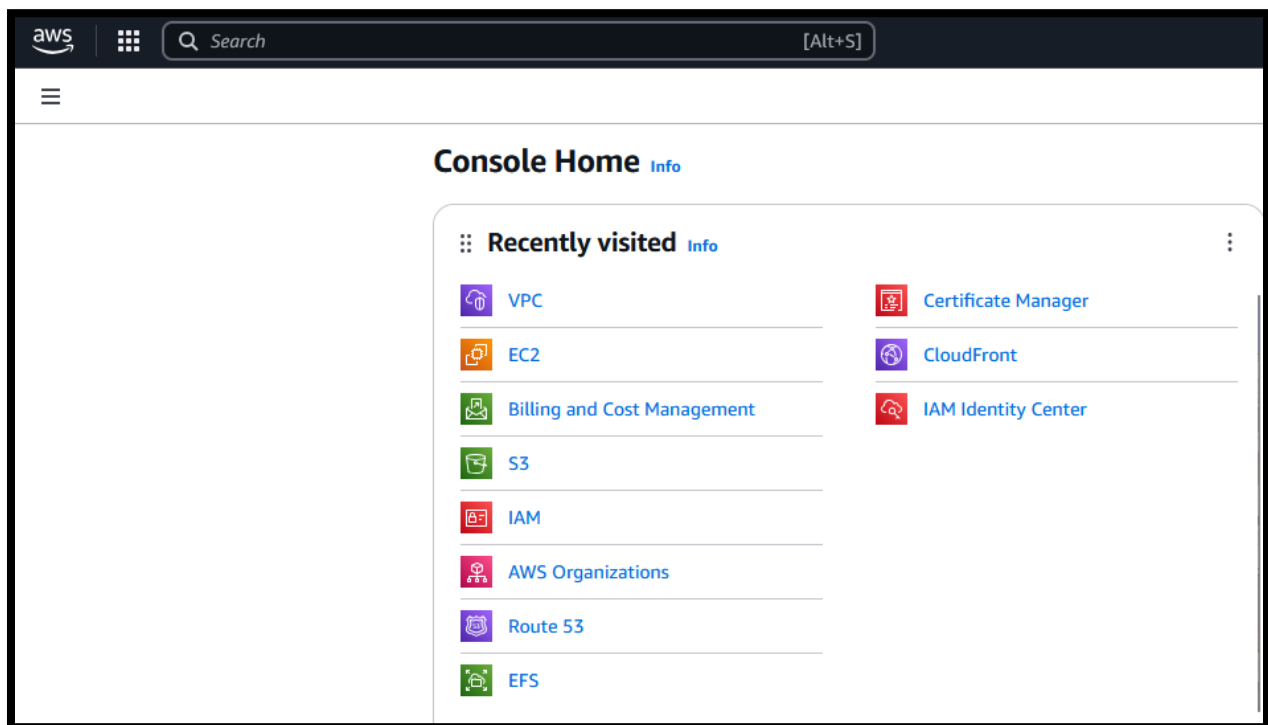 aws
Search [Alt+S]
Console Home Info
Recently visited Info
VPC
EC2
Billing and Cost Management
S3
IAM
AWS Organizations
Route 53
EFS
Certificate Manager
CloudFront
IAM Identity Center